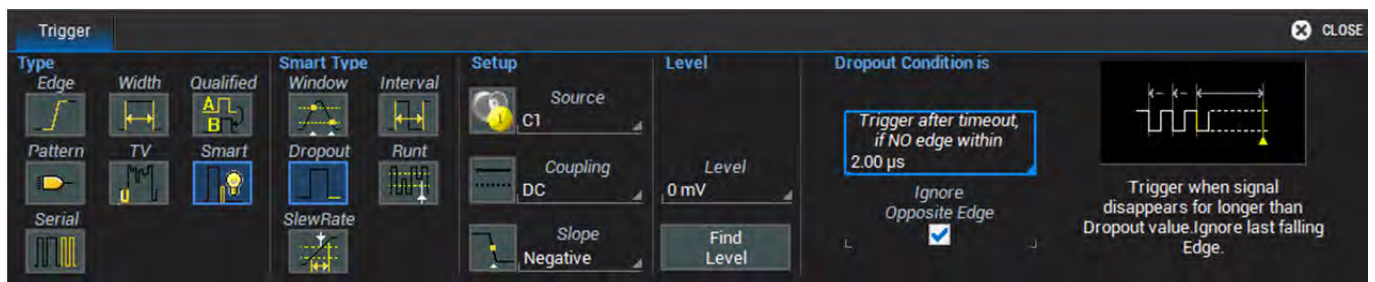 Trigger
CLOSE
Type
Edge
Width
Qualified
A
B
Pattern
TV
Smart
U
Serial
Smart Type
Window
Interval
Dropout
Runt
SlewRate
Setup
Source
1
C1
Coupling
DC
Slope
Negative
Level
Level
0 mV
Find
Level
Dropout Condition is
Trigger after timeout,
if NO edge within
2.00 µs
Ignore
Opposite Edge
Trigger when signal
disappears for longer than
Dropout value.Ignore last falling
Edge.